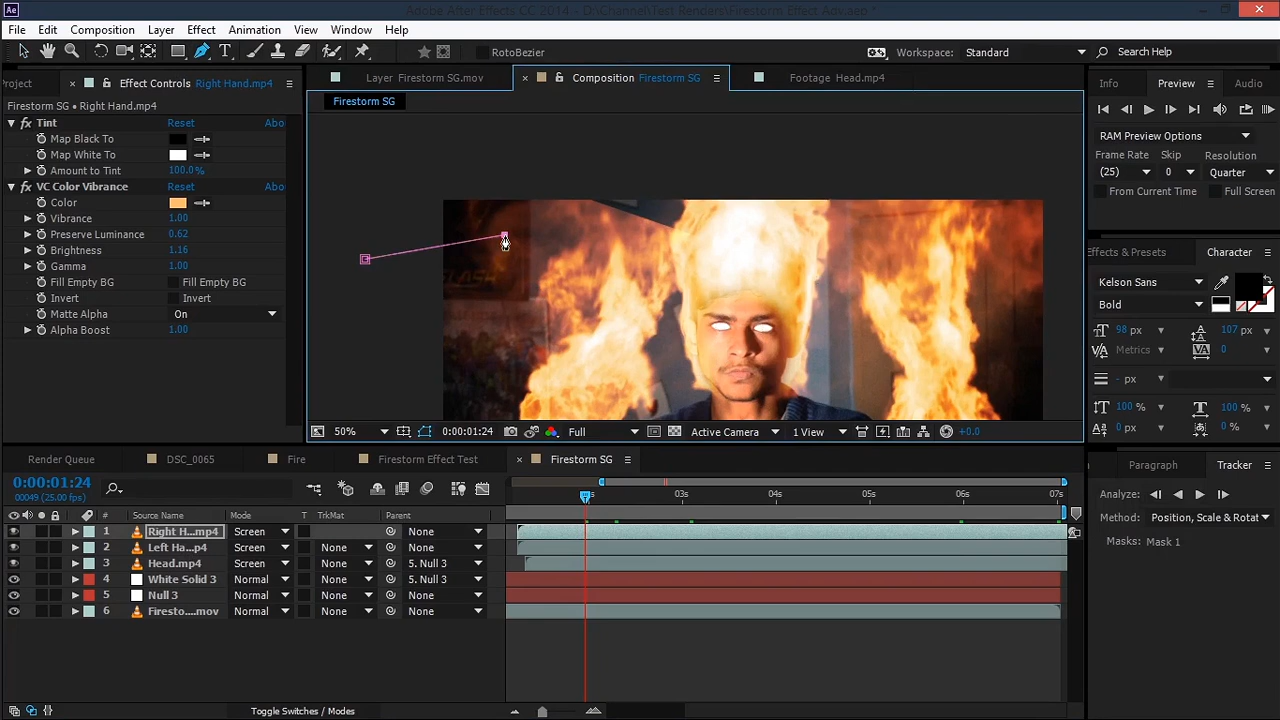 Ae
Adobe After Effects CC 2014 - D:\Channel\Test Renders\Firestorm Effect Adv.aep *
File Edit Composition Layer Effect Animation View Window Help
RotoBezier
Workspace: Standard
Search Help
Project
Effect Controls Right Hand.mp4
Layer Firestorm SG.mov
Composition Firestorm SG
Footage Head.mp4
Info Preview Audio
Firestorm SG • Right Hand.mp4
Firestorm SG
Tint Reset Abo
Map Black To
Map White To
Amount to Tint 100.0%
VC Color Vibrance Reset Abo
Color
Vibrance 1.00
Preserve Luminance 0.62
Brightness 1.16
Gamma 1.00
Fill Empty BG Fill Empty BG
Invert Invert
Matte Alpha On
Alpha Boost 1.00
RAM Preview Options
Frame Rate Skip Resolution
(25) 0 Quarter
From Current Time Full Screen
Effects & Presets Character
Kelson Sans
Bold
98 px 107 px
Metrics 0
- px
100 % 100 %
0 px 0 %
50% 0:00:01:24 Full Active Camera 1 View +0.0
Render Queue DSC_0065 Fire Firestorm Effect Test Firestorm SG
0:00:01:24
00049 (25.00 fps)
03s 04s 05s 06s 07s
# Source Name Mode T TrkMat Parent
1 Right H...mp4 Screen None
2 Left Ha...p4 Screen None None
3 Head.mp4 Screen None 5. Null 3
4 White Solid 3 Normal None 5. Null 3
5 Null 3 Normal None None
6 Firesto....mov Normal None None
Toggle Switches / Modes
Paragraph Tracker
Analyze:
Method: Position, Scale & Rotat
Masks: Mask 1